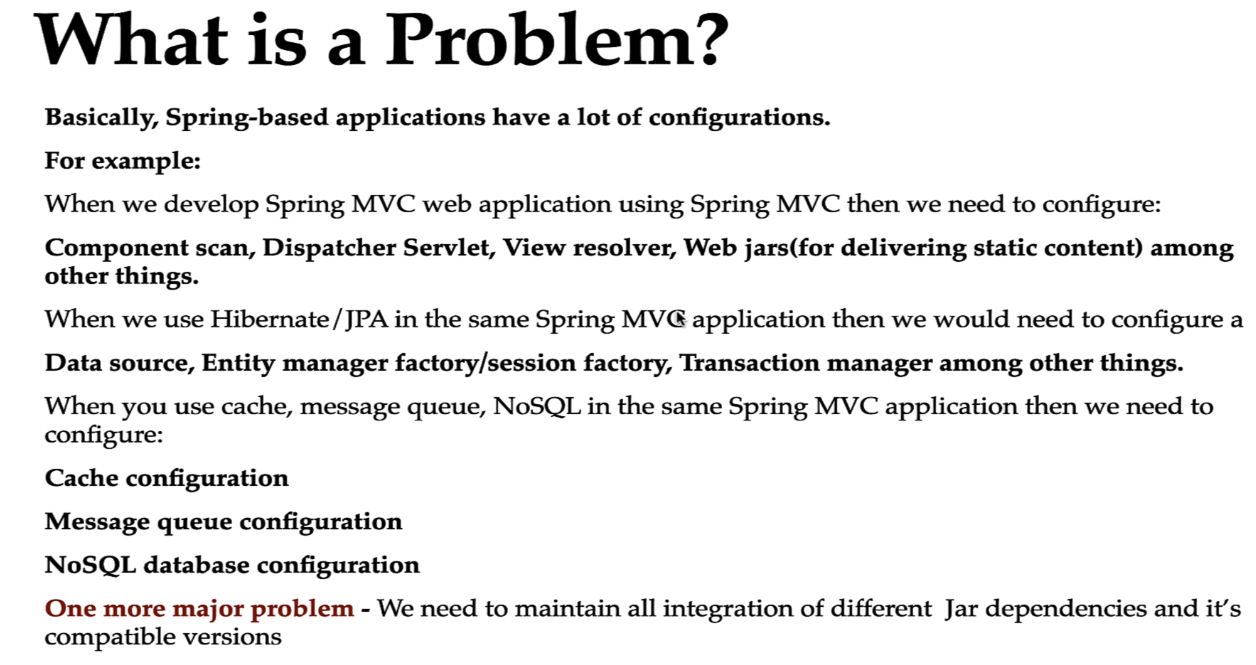 What is a Problem?
Basically, Spring-based applications have a lot of configurations.
For example:
When we develop Spring MVC web application using Spring MVC then we need to configure:
Component scan, Dispatcher Servlet, View resolver, Web jars(for delivering static content) among
other things.
When we use Hibernate/JPA in the same Spring MVC application then we would need to configure a
Data source, Entity manager factory/session factory, Transaction manager among other things.
When you use cache, message queue, NoSQL in the same Spring MVC application then we need to
configure:
Cache configuration
Message queue configuration
NoSQL database configuration
One more major problem - We need to maintain all integration of different Jar dependencies and it's
compatible versions